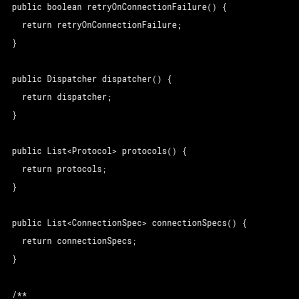 public boolean retryOnConnectionFailure() {
return retryOnConnectionFailure;
}
public Dispatcher dispatcher() {
return dispatcher;
}
public List<Protocol> protocols() {
return protocols;
}
public List<ConnectionSpec> connectionSpecs() {
return connectionSpecs;
}
/**